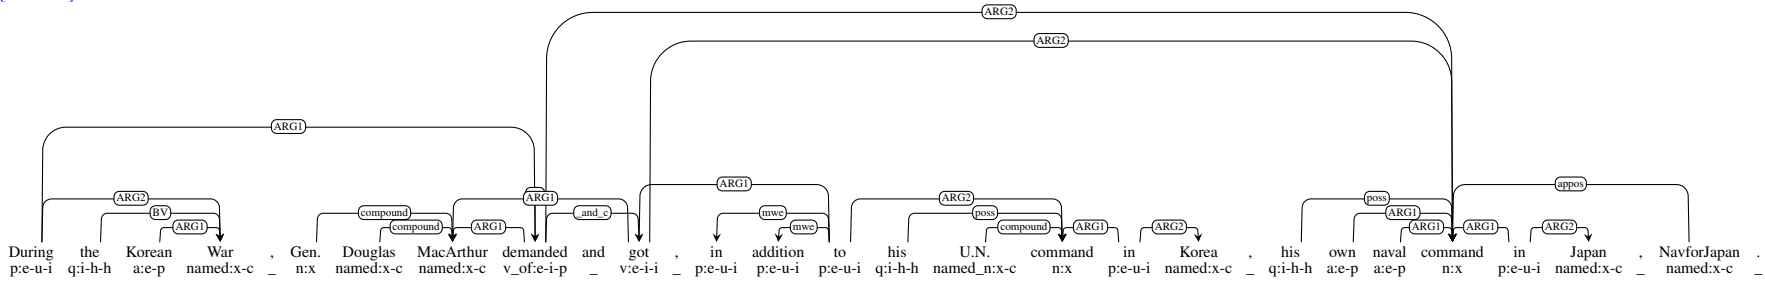 ARG2
ARG2
ARG1
ARG1
ARG2 ARG1 ARG2 poss appos
BV compound _and_c mwe poss ARG1
ARG1 compound ARG1 mwe compound ARG1 ARG2 ARG1 ARG1 ARG2
During the Korean War , Gen. Douglas MacArthur demanded and got , in addition to his U.N. command in Korea , his own naval command in Japan , NavforJapan .
p:e-u-i q:i-h-h a:e-p named:x-c _ n:x named:x-c named:x-c v_of:e-i-p _ v:e-i-i _ p:e-u-i p:e-u-i p:e-u-i q:i-h-h named_n:x-c n:x p:e-u-i named:x-c _ q:i-h-h a:e-p a:e-p n:x p:e-u-i named:x-c _ named:x-c _